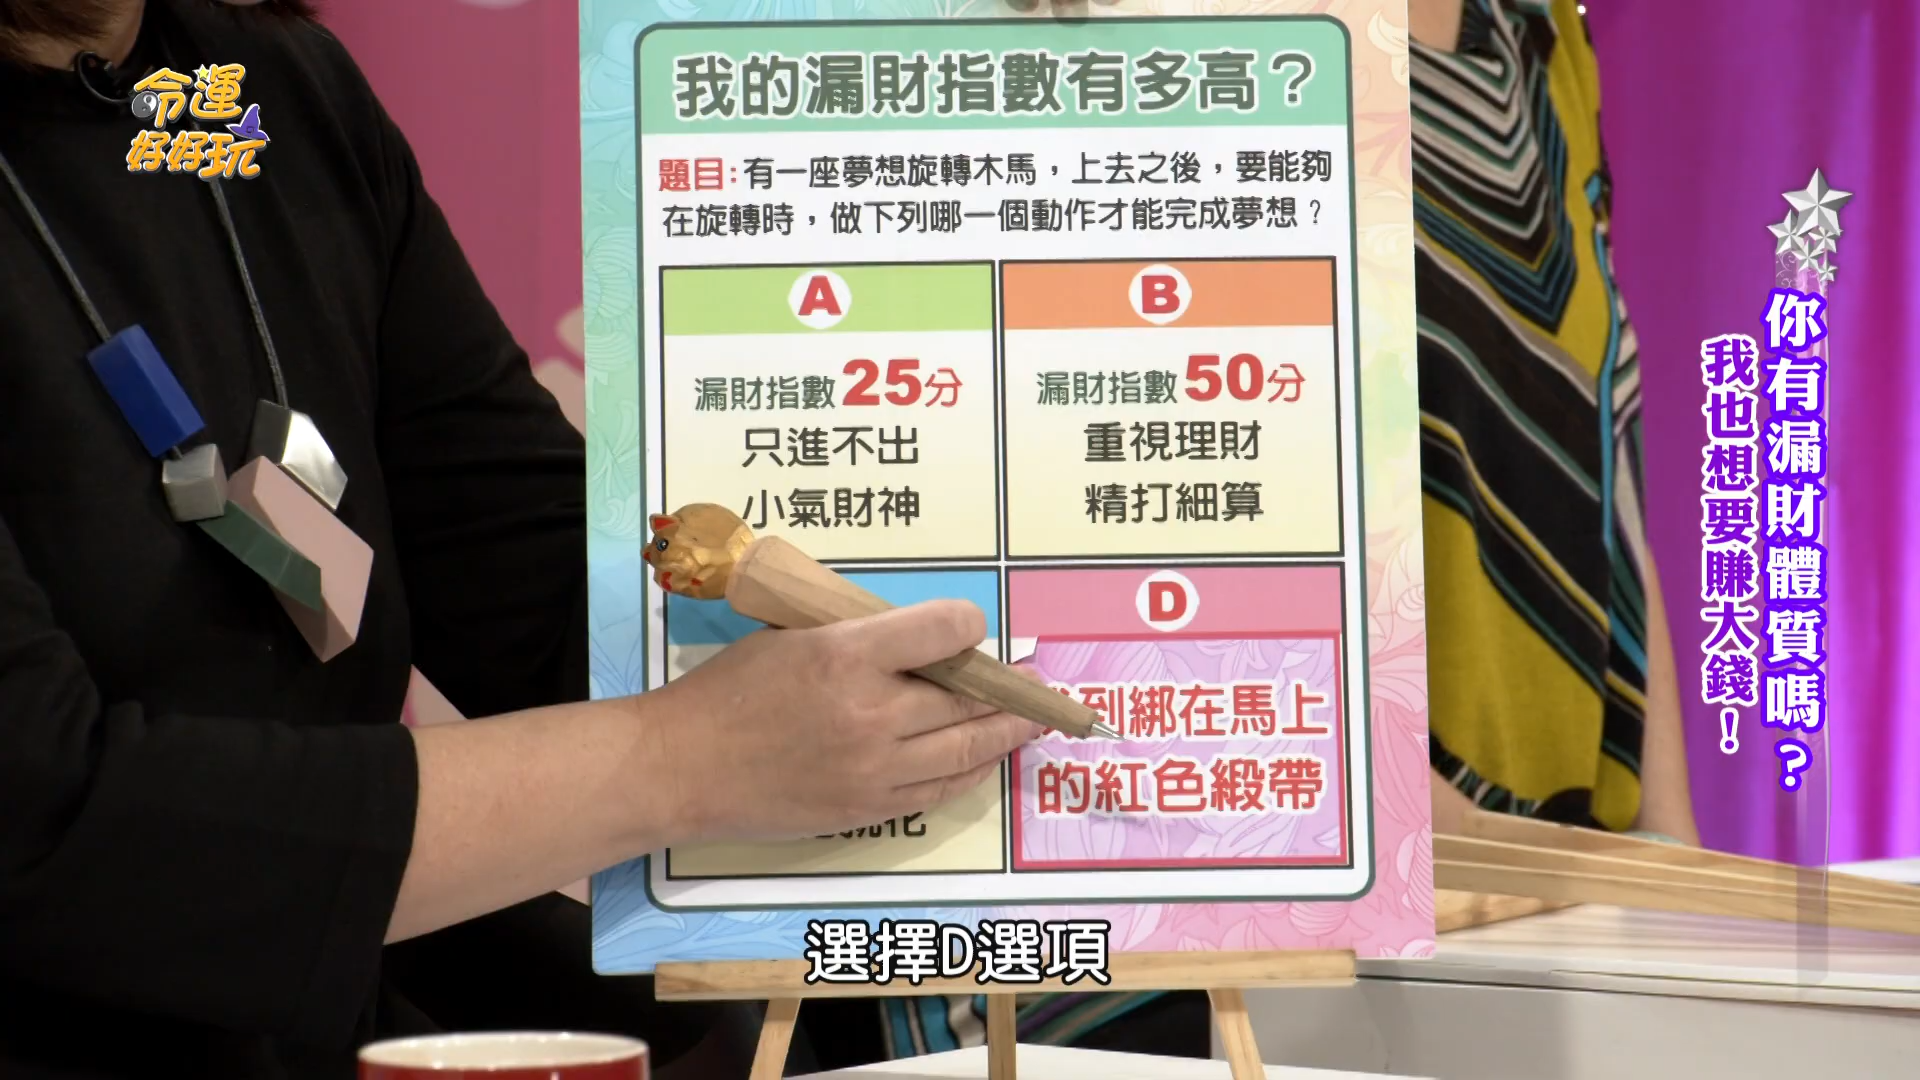 命運
好好玩
我的漏財指數有多高？
題目:有一座夢想旋轉木馬，上去之後，要能夠
在旋轉時，做下列哪一個動作才能完成夢想？
A
漏財指數25分
只進不出
小氣財神
B
漏財指數50分
重視理財
精打細算
D
到綁在馬上
的紅色緞帶
你有漏財體質嗎？
我也想要賺大錢！
選擇D選項